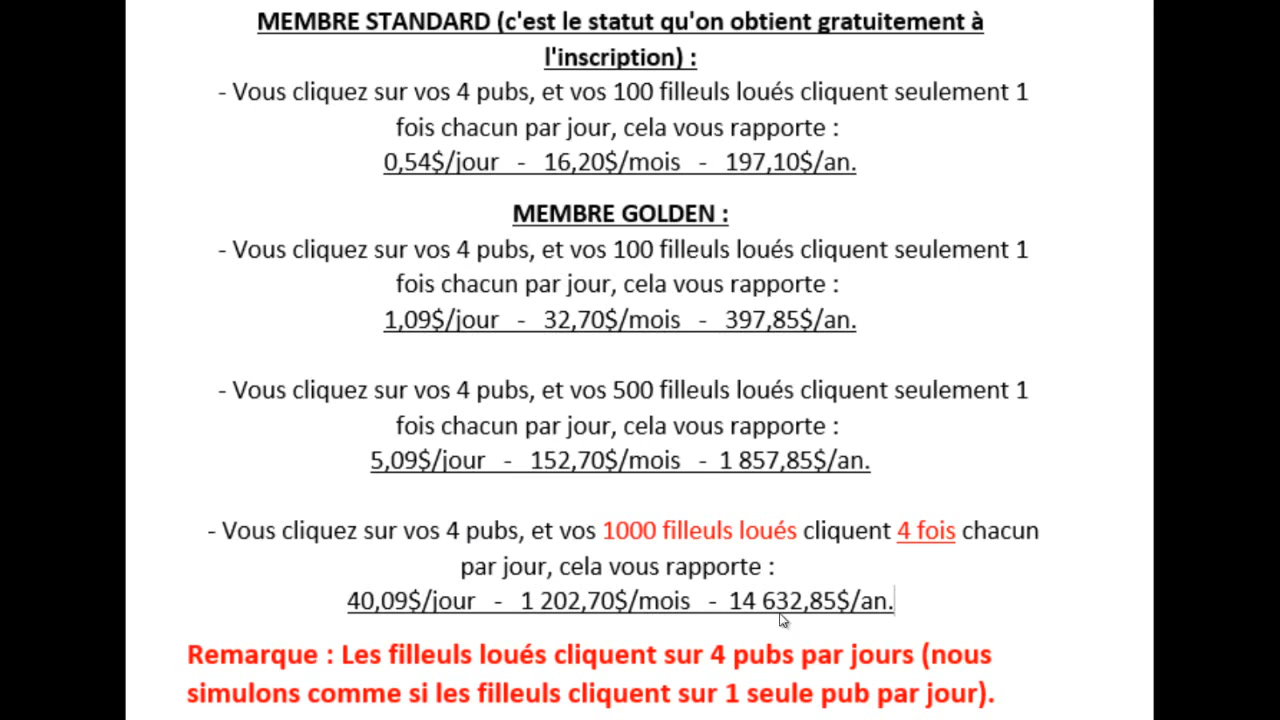 MEMBRE STANDARD (c'est le statut qu'on obtient gratuitement à
l'inscription) :
- Vous cliquez sur vos 4 pubs, et vos 100 filleuls loués cliquent seulement 1
fois chacun par jour, cela vous rapporte :
0,54$/jour - 16,20$/mois - 197,10$/an.
MEMBRE GOLDEN :
- Vous cliquez sur vos 4 pubs, et vos 100 filleuls loués cliquent seulement 1
fois chacun par jour, cela vous rapporte :
1,09$/jour - 32,70$/mois - 397,85$/an.
- Vous cliquez sur vos 4 pubs, et vos 500 filleuls loués cliquent seulement 1
fois chacun par jour, cela vous rapporte :
5,09$/jour - 152,70$/mois - 1 857,85$/an.
- Vous cliquez sur vos 4 pubs, et vos 1000 filleuls loués cliquent 4 fois chacun
par jour, cela vous rapporte :
40,09$/jour - 1 202,70$/mois - 14 632,85$/an.
Remarque : Les filleuls loués cliquent sur 4 pubs par jours (nous
simulons comme si les filleuls cliquent sur 1 seule pub par jour).